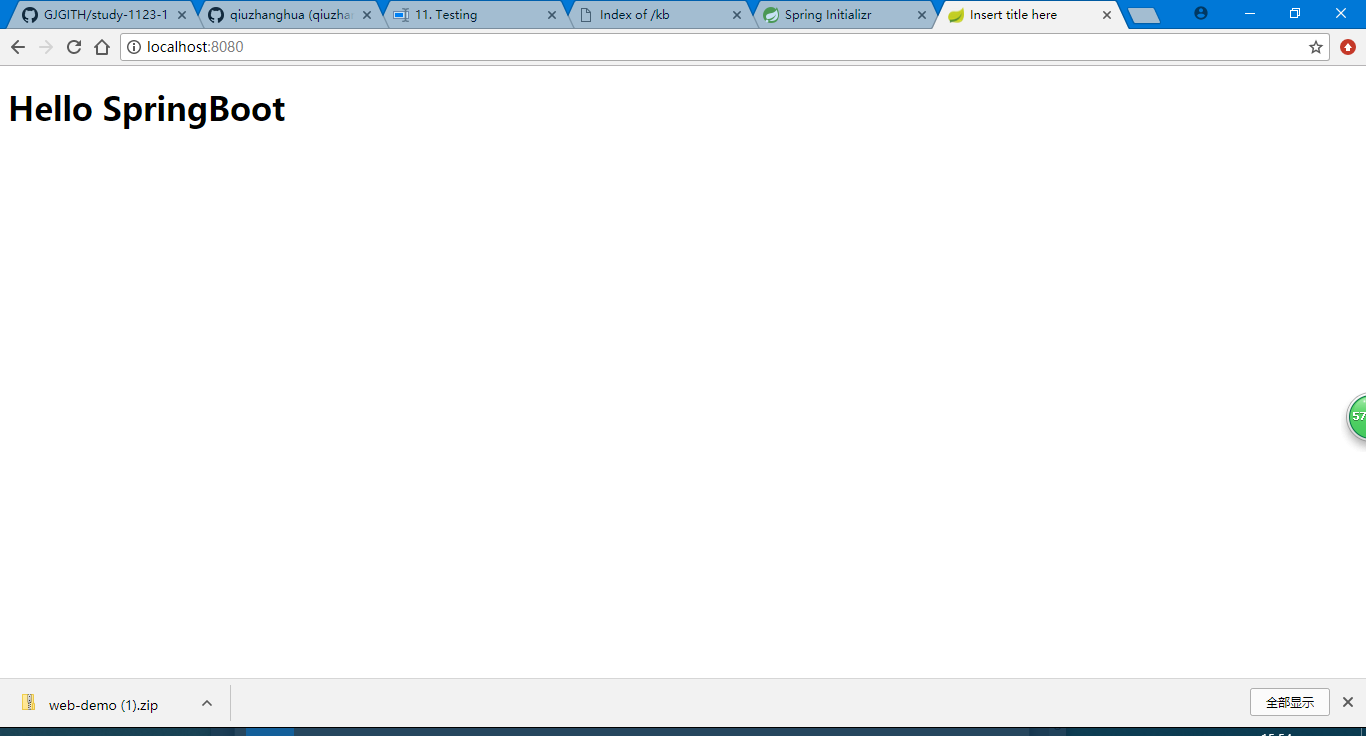 GJGITH/study-1123-1
qiuzhanghua (qiuzha
11. Testing
Index of /kb
Spring Initializr
Insert title here
localhost:8080
Hello SpringBoot
57
web-demo (1).zip
全部显示